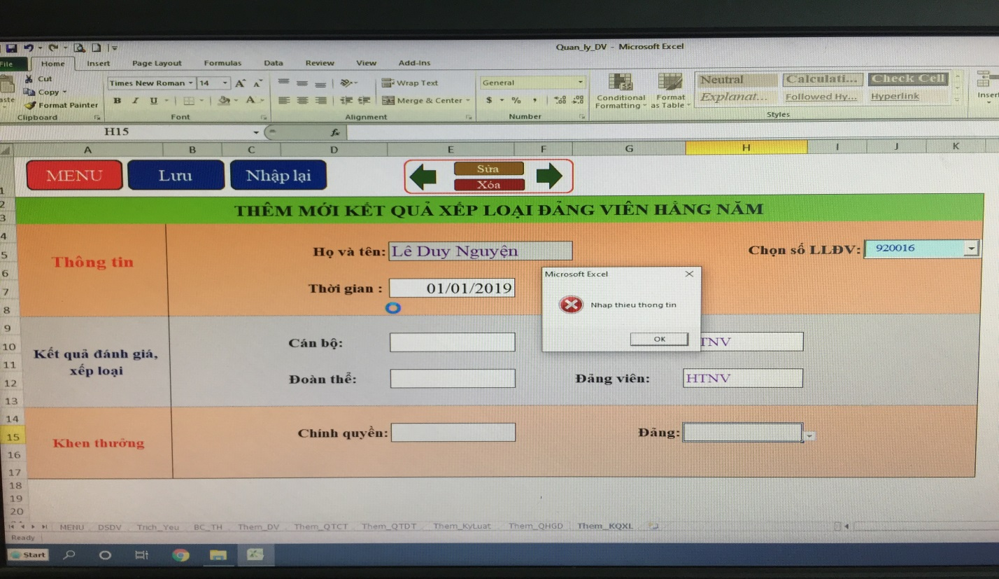 Quan_ly_DV - Microsoft Excel
File Home Insert Page Layout Formulas Data Review View Add-Ins
Cut
Copy
Format Painter
Clipboard
Times New Roman 14
B I U A
Font
Wrap Text
Merge & Center
Alignment
General
$ % ,
Number
Conditional Formatting
Format as Table
Neutral Calculati... Check Cell
Explanat... Followed Hy... Hyperlink
Styles
H15 fx
A B C D E F G H I J K
MENU Lưu Nhập lại Sửa
Xóa
THÊM MỚI KẾT QUẢ XẾP LOẠI ĐẢNG VIÊN HẰNG NĂM
Thông tin
Họ và tên: Lê Duy Nguyện Chọn số LLĐV: 920016
Thời gian : 01/01/2019
Microsoft Excel
Nhap thieu thong tin
OK
Kết quả đánh giá,
xếp loại
Cán bộ: TNV
Đoàn thể: Đảng viên: HTNV
Khen thưởng
Chính quyền: Đảng:
1
2
3
4
5
6
7
8
9
10
11
12
13
14
15
16
17
18
19
20
MENU DSDV Trich_Yeu BC_TH Them_DV Them_QTCT Them_QTDT Them_KyLuat Them_QHGD Them_KQXL
Ready
Start